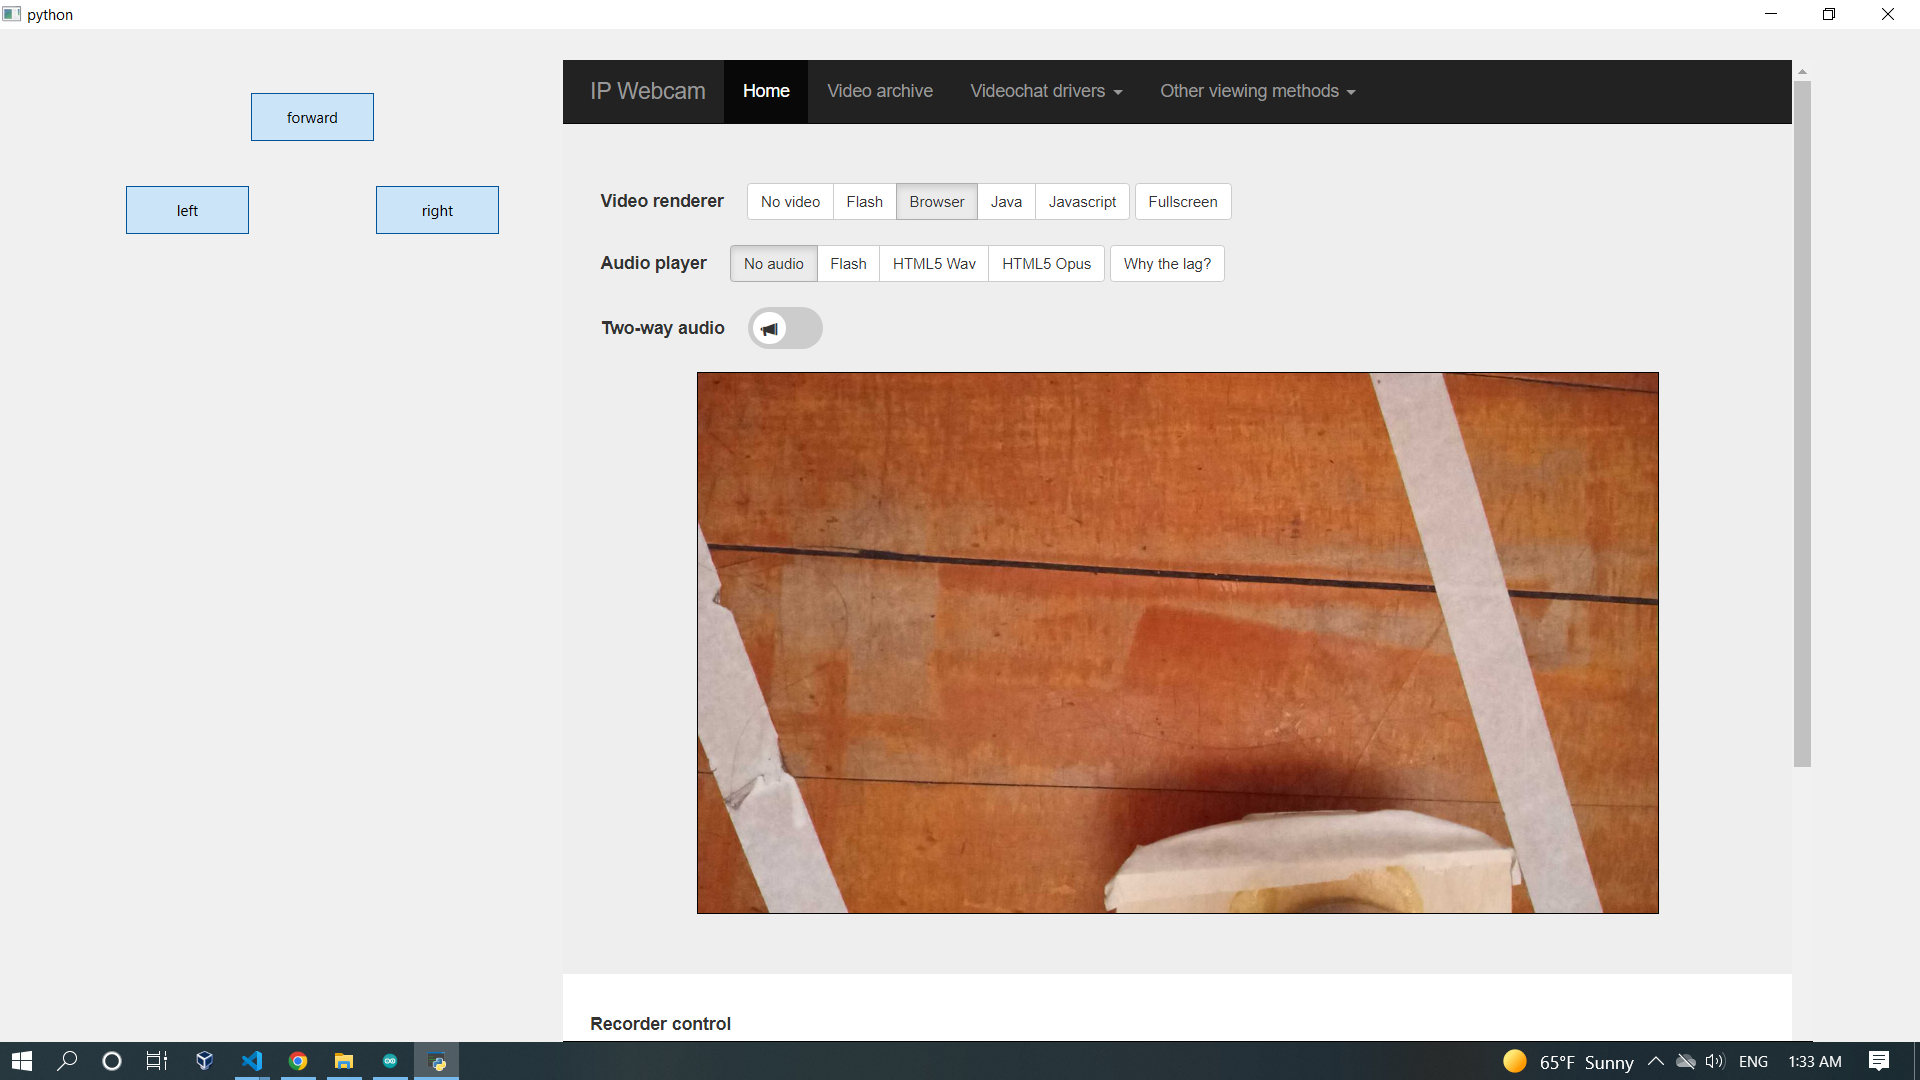 python
forward
left
right
IP Webcam Home Video archive Videochat drivers Other viewing methods
Video renderer No video Flash Browser Java Javascript Fullscreen
Audio player No audio Flash HTML5 Wav HTML5 Opus Why the lag?
Two-way audio
Recorder control
65°F Sunny ENG 1:33 AM